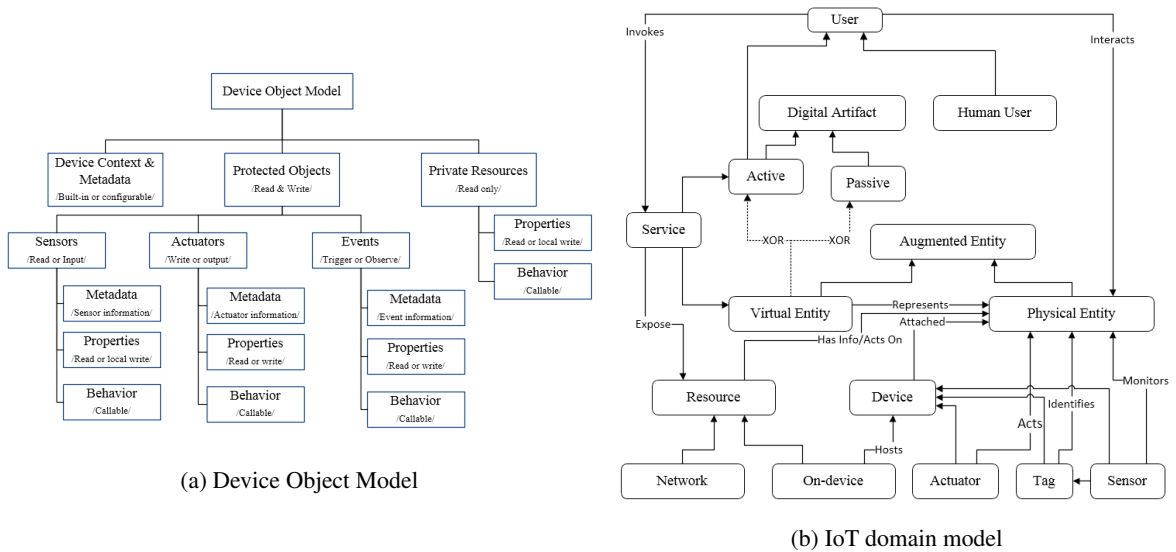 Device Object Model
Device Context &
Metadata
/Built-in or configurable/
Protected Objects
/Read & Write/
Private Resources
/Read only/
Properties
/Read or local write/
Behavior
/Callable/
Sensors
/Read or Input/
Actuators
/Write or output/
Events
/Trigger or Observe/
Metadata
/Sensor information/
Metadata
/Actuator information/
Metadata
/Event information/
Properties
/Read or local write/
Properties
/Read or write/
Properties
/Read or write/
Behavior
/Callable/
Behavior
/Callable/
Behavior
/Callable/
(a) Device Object Model
User
Invokes
Interacts
Digital Artifact
Human User
Active
Passive
Service
XOR
XOR
Augmented Entity
Virtual Entity
Represents
Attached
Physical Entity
Expose
Has Info/Acts On
Resource
Device
Monitors
Identifies
Acts
Hosts
Network
On-device
Actuator
Tag
Sensor
(b) IoT domain model